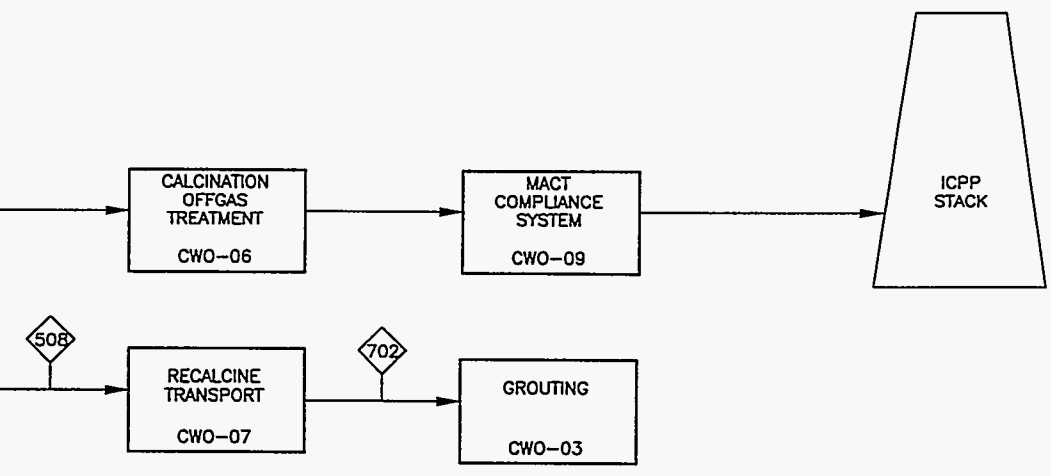 CALCINATION
OFFGAS
TREATMENT
CWO-06
MACT
COMPLIANCE
SYSTEM
CWO-09
ICPP
STACK
508
RECALCINE
TRANSPORT
CWO-07
702
GROUTING
CWO-03